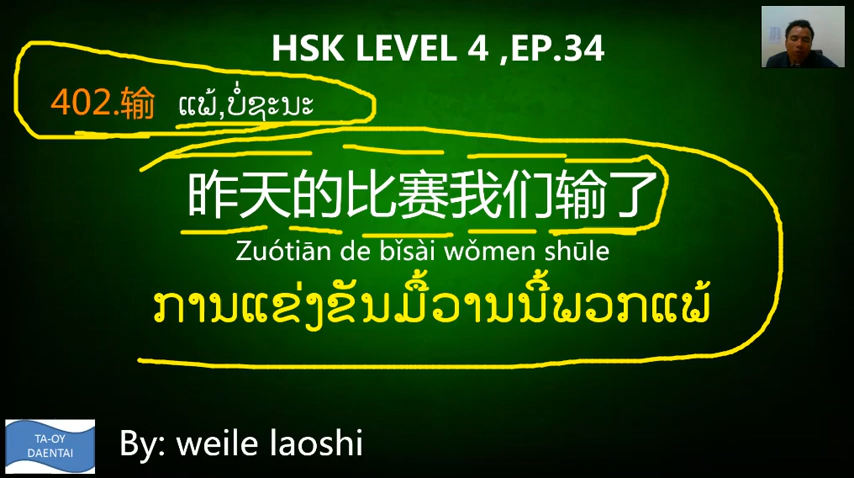 HSK LEVEL 4 ,EP.34
402.输 ແພ້,ບໍ່ຊະນະ
昨天的比赛我们输了
Zuótiān de bǐsài wǒmen shūle
ການແຂ່ງຂັນມື້ວານນີ້ພວກແພ້
TA-OY
DAENTAI
By: weile laoshi